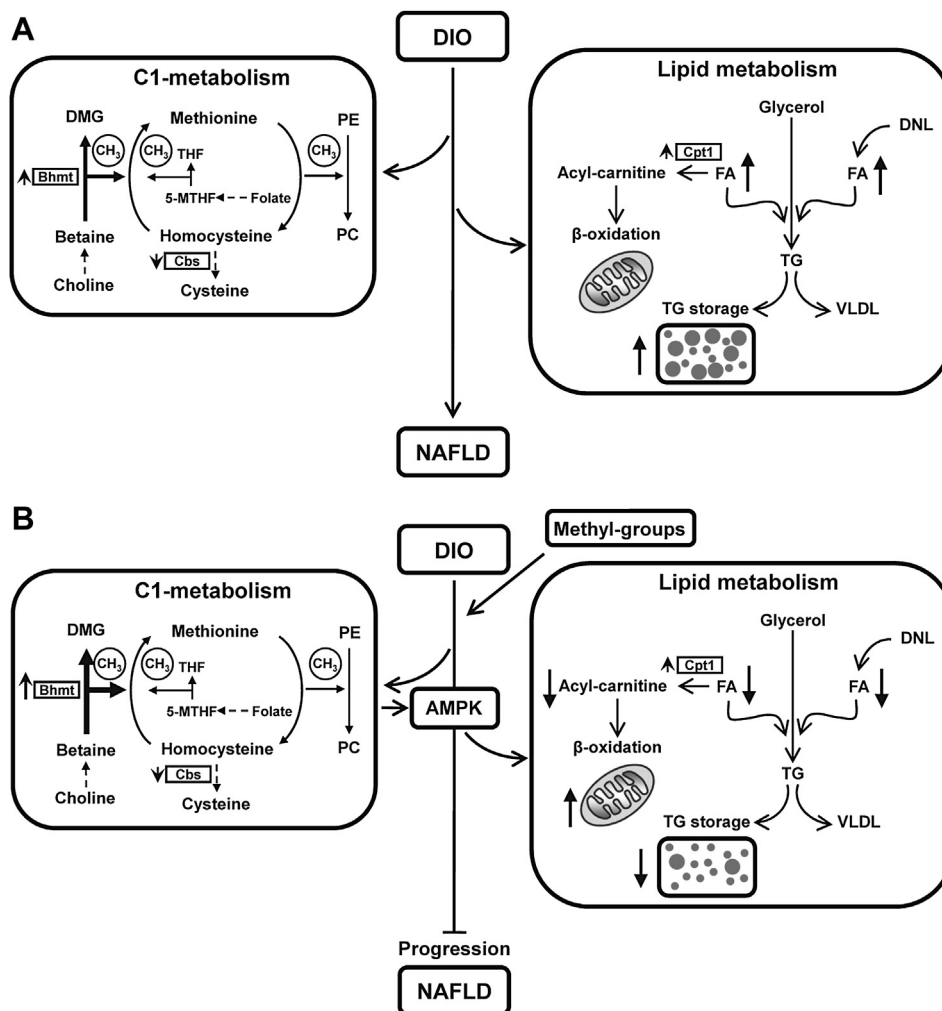 A
DIO
C1-metabolism
DMG
CH3
CH3
Methionine
CH3
PE
THF
Bhmt
5-MTHF
Folate
Betaine
Homocysteine
PC
Cbs
Choline
Cysteine
Lipid metabolism
Glycerol
DNL
Cpt1
Acyl-carnitine
FA
FA
β-oxidation
TG
TG storage
VLDL
NAFLD
B
Methyl-groups
DIO
C1-metabolism
DMG
CH3
CH3
Methionine
CH3
PE
THF
Bhmt
5-MTHF
Folate
Betaine
Homocysteine
PC
Cbs
Choline
Cysteine
AMPK
Lipid metabolism
Glycerol
DNL
Cpt1
Acyl-carnitine
FA
FA
β-oxidation
TG
TG storage
VLDL
Progression
NAFLD